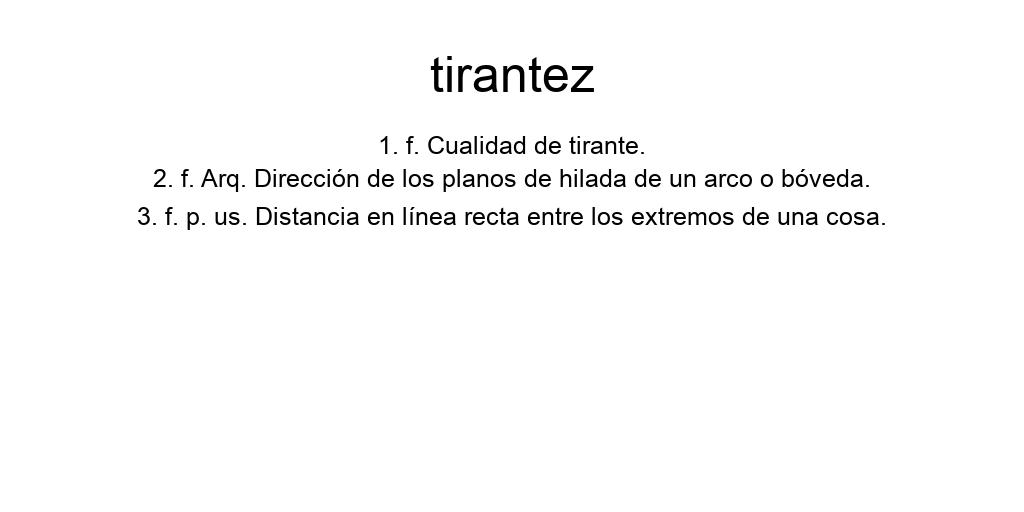 tirantez
1. f. Cualidad de tirante.
2. f. Arq. Dirección de los planos de hilada de un arco o bóveda.
3. f. p. us. Distancia en línea recta entre los extremos de una cosa.